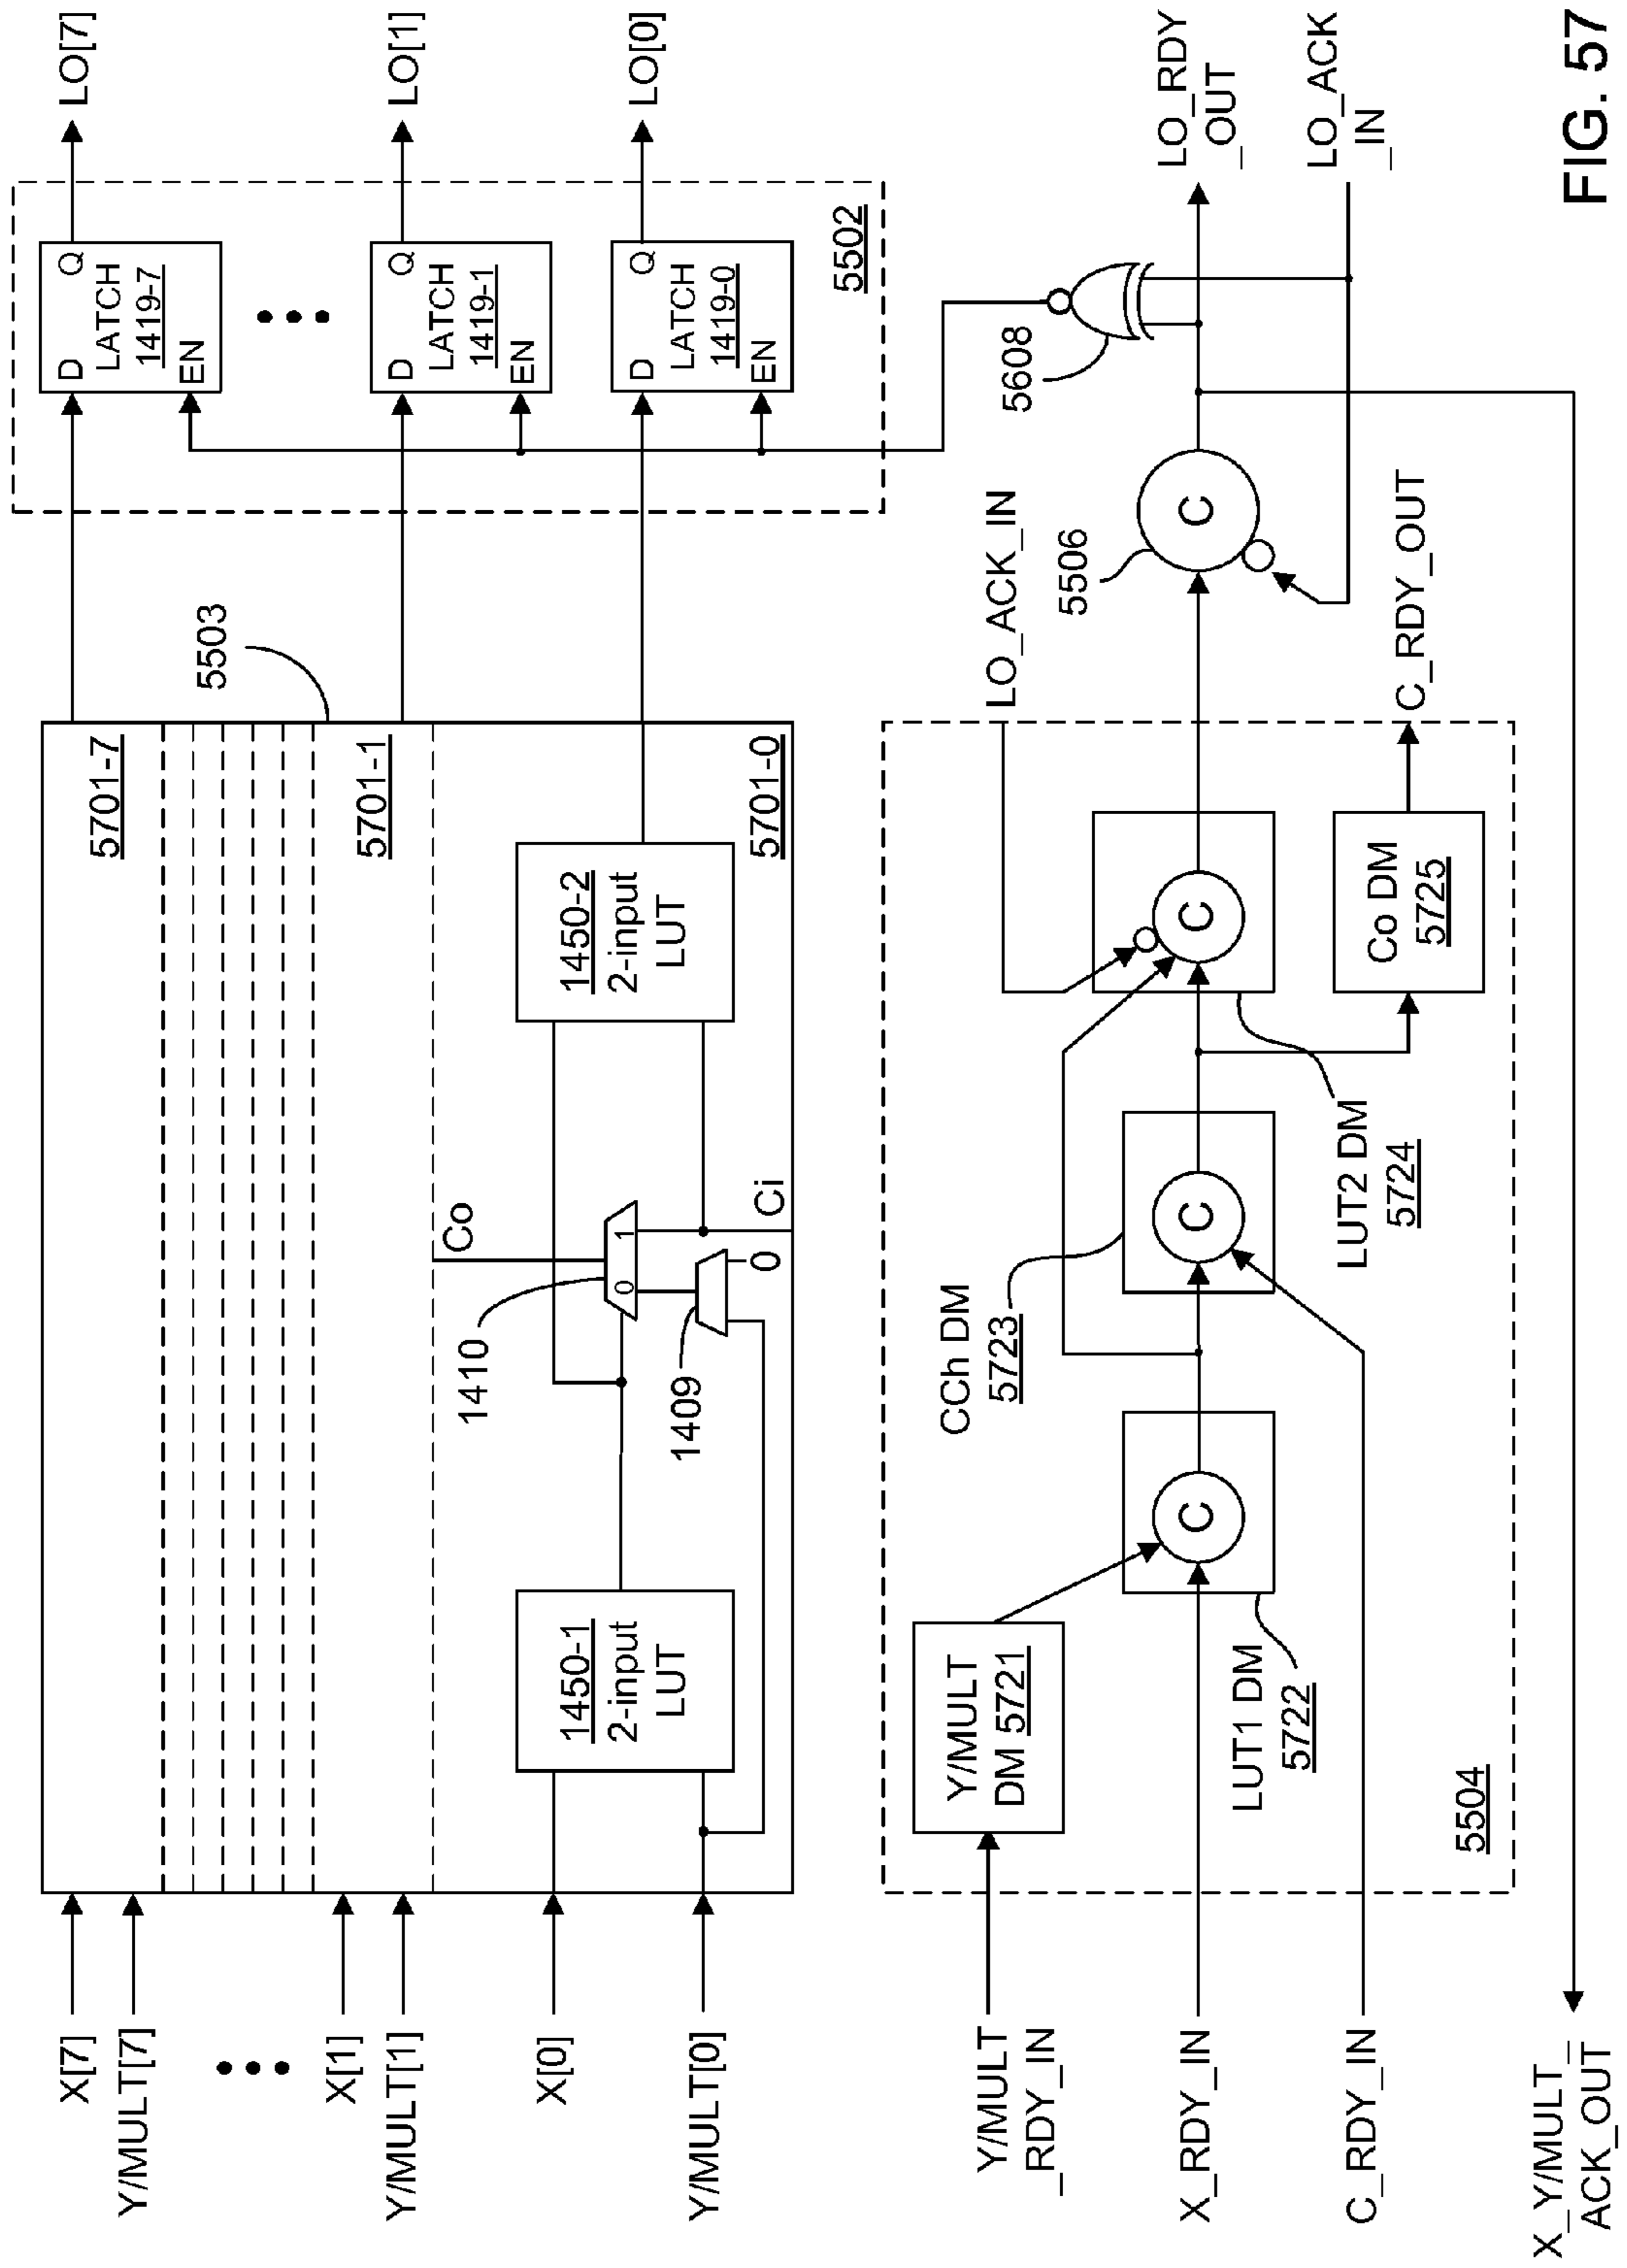 X[7]
Y/MULT[7]
X[1]
Y/MULT[1]
X[0]
Y/MULT[0]
5701-7
5701-1
5701-0
5503
1450-1
2-input
LUT
1450-2
2-input
LUT
1410
1409
0
1
0
Co
Ci
D
Q
LATCH
1419-7
EN
D
Q
LATCH
1419-1
EN
D
Q
LATCH
1419-0
EN
5502
LO[7]
LO[1]
LO[0]
Y/MULT
_RDY_IN
X_RDY_IN
C_RDY_IN
X_Y/MULT_
ACK_OUT
Y/MULT
DM 5721
C
LUT1 DM
5722
CCh DM
5723
C
C
LUT2 DM
5724
Co DM
5725
5504
LO_ACK_IN
C_RDY_OUT
5506
C
5608
LO_RDY
_OUT
LO_ACK
_IN
FIG. 57